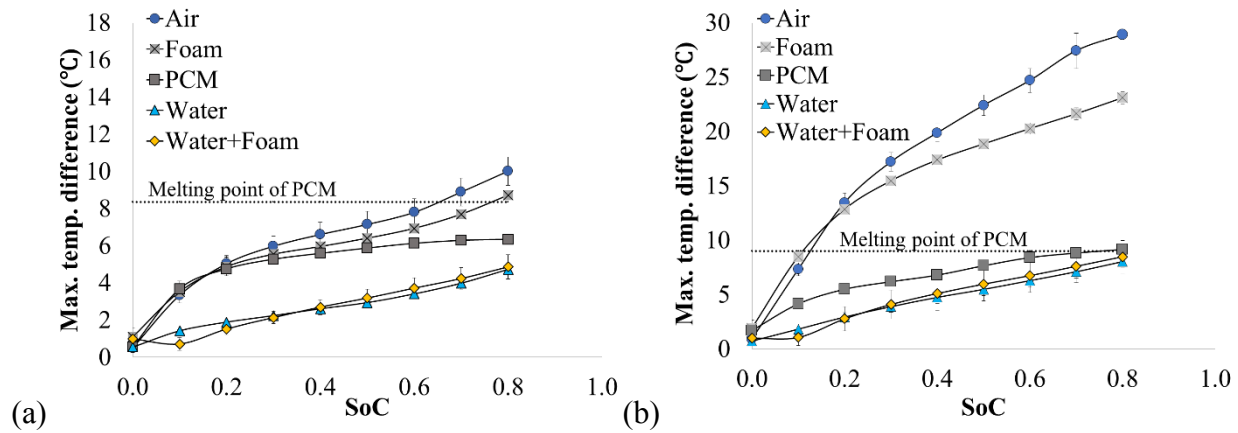 18
16
14
12
10
8
6
4
2
0
Max. temp. difference (℃)
Air
Foam
PCM
Water
Water+Foam
Melting point of PCM
0.0 0.2 0.4 0.6 0.8 1.0
SoC
(a)
30
25
20
15
10
5
0
Max. temp. difference (℃)
Air
Foam
PCM
Water
Water+Foam
Melting point of PCM
0.0 0.2 0.4 0.6 0.8 1.0
SoC
(b)